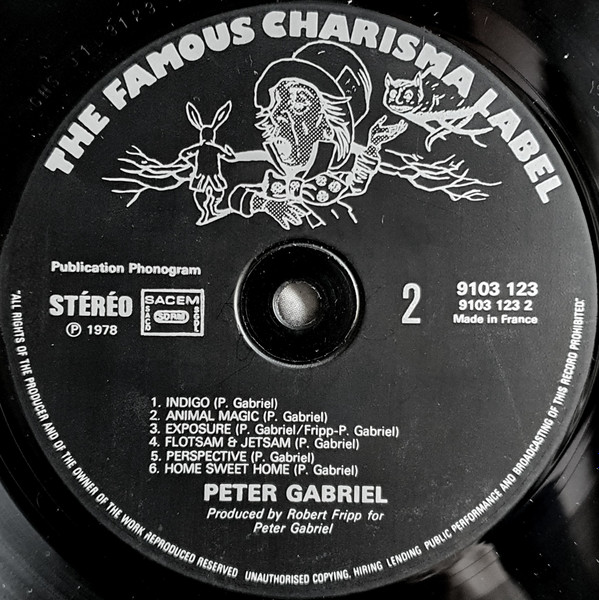 THE FAMOUS CHARISMA LABEL
Publication Phonogram
STÉRÉO
℗ 1978
SACEM
SACD
SDRM
SGDL
2
9103 123
9103 123 2
Made in France
1. INDIGO (P. Gabriel)
2. ANIMAL MAGIC (P. Gabriel)
3. EXPOSURE (P. Gabriel/Fripp-P. Gabriel)
4. FLOTSAM & JETSAM (P. Gabriel)
5. PERSPECTIVE (P. Gabriel)
6. HOME SWEET HOME (P. Gabriel)
PETER GABRIEL
Produced by Robert Fripp for
Peter Gabriel
"ALL RIGHTS OF THE PRODUCER AND OF THE OWNER OF THE WORK REPRODUCED RESERVED UNAUTHORISED COPYING, HIRING LENDING PUBLIC PERFORMANCE AND BROADCASTING OF THIS RECORD PROHIBITED"